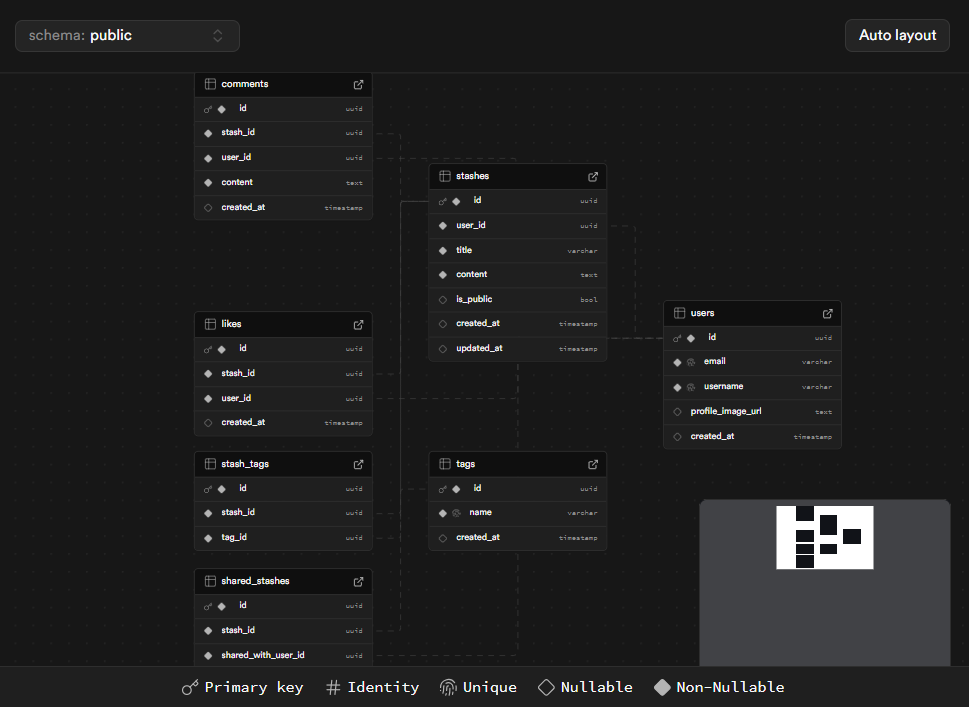 schema: public
Auto layout
comments
id uuid
stash_id uuid
user_id uuid
content text
created_at timestamp
stashes
id uuid
user_id uuid
title varchar
content text
is_public bool
created_at timestamp
updated_at timestamp
likes
id uuid
stash_id uuid
user_id uuid
created_at timestamp
users
id uuid
email varchar
username varchar
profile_image_url text
created_at timestamp
stash_tags
id uuid
stash_id uuid
tag_id uuid
tags
id uuid
name varchar
created_at timestamp
shared_stashes
id uuid
stash_id uuid
shared_with_user_id uuid
Primary key
Identity
Unique
Nullable
Non-Nullable